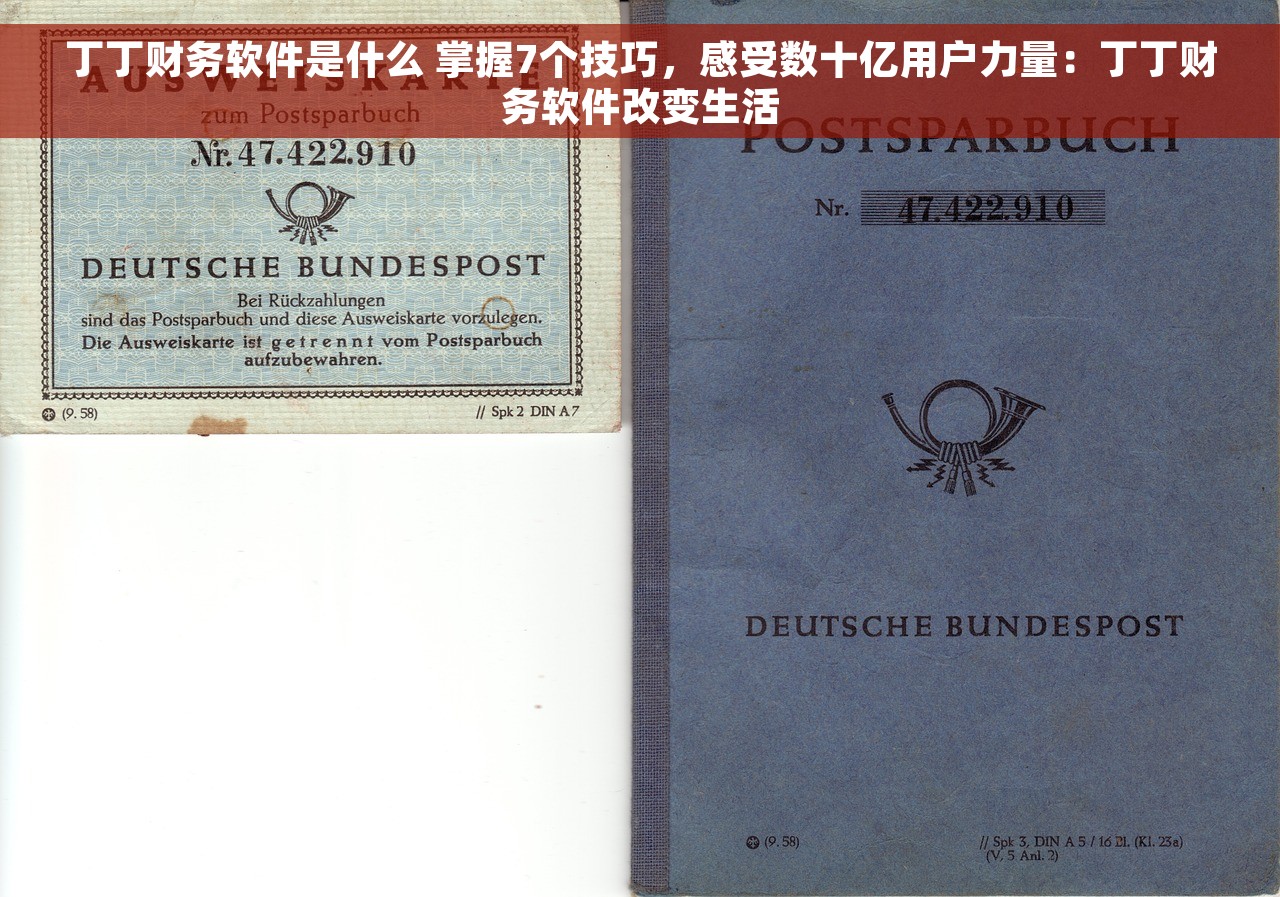 丁丁财务软件是什么 掌握7个技巧，感受数十亿用户力量：丁丁财
务软件改变生活
AUSWEISKARTE
zum Postsparbuch
Nr. 47.422.910
DEUTSCHE BUNDESPOST
Bei Rückzahlungen
sind das Postsparbuch und diese Ausweiskarte vorzulegen.
Die Ausweiskarte ist getrennt vom Postsparbuch
aufzubewahren.
(9. 58)
// Spk 2 DIN A 7
POSTSPARBUCH
Nr. 47.422.910
DEUTSCHE BUNDESPOST
(9. 58)
// Spk 3, DIN A 5 / 16 Bl. (Kl. 23a)
(V, 5 Anl. 2)